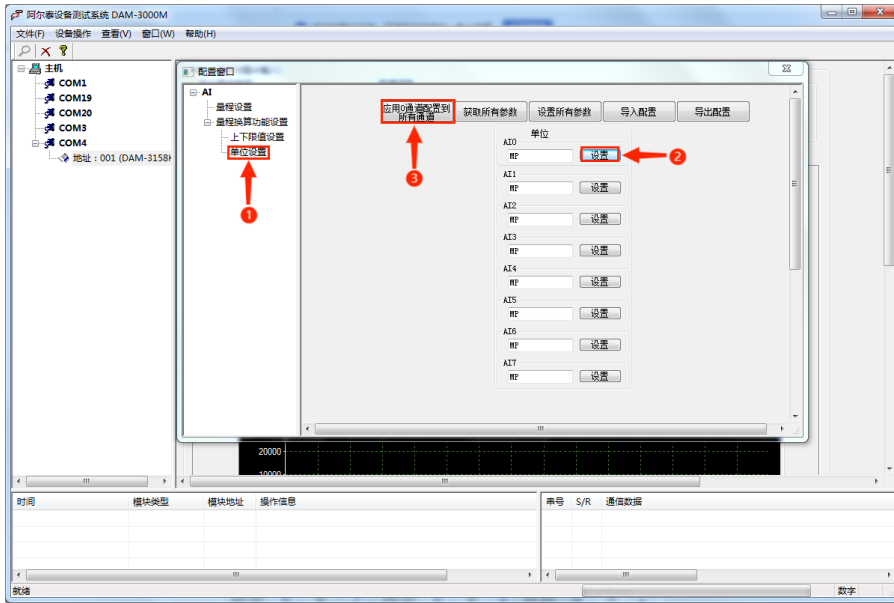 阿尔泰设备测试系统 DAM-3000M
文件(F) 设备操作 查看(V) 窗口(W) 帮助(H)
主机
COM1
COM19
COM20
COM3
COM4
地址：001 (DAM-3158
配置窗口
AI
量程设置
量程换算功能设置
上下限值设置
单位设置
1
应用0通道配置到
所有通道
获取所有参数
设置所有参数
导入配置
导出配置
3
单位
AI0
MP 设置
2
AI1
MP 设置
AI2
MP 设置
AI3
MP 设置
AI4
MP 设置
AI5
MP 设置
AI6
MP 设置
AI7
MP 设置
20000
10000
时间 模块类型 模块地址 操作信息
串号 S/R 通信数据
就绪
数字